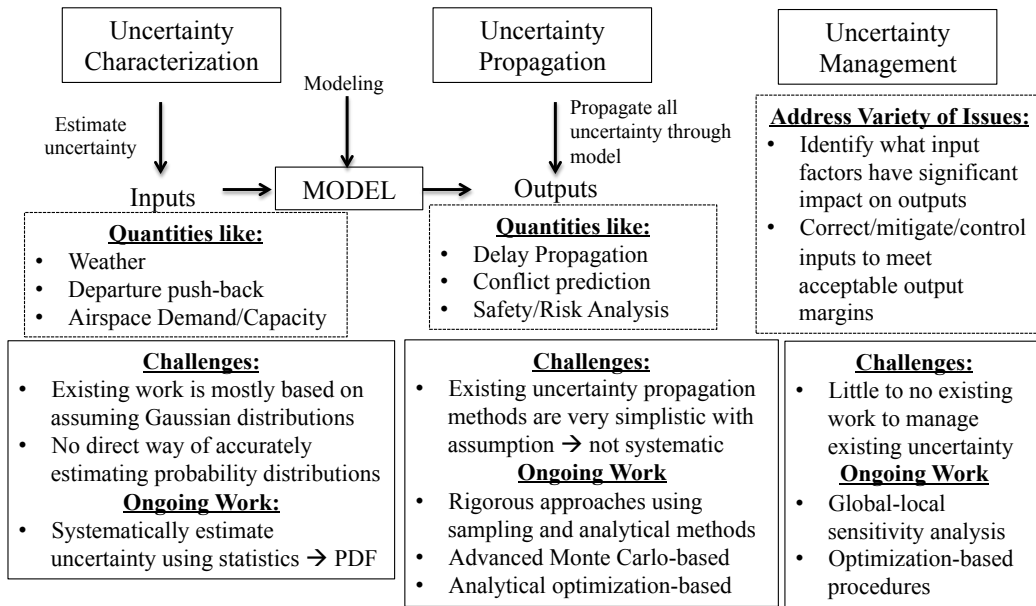 Uncertainty
Characterization
Uncertainty
Propagation
Uncertainty
Management
Modeling
Estimate
uncertainty
Propagate all
uncertainty through
model
Inputs
MODEL
Outputs
Quantities like:
• Weather
• Departure push-back
• Airspace Demand/Capacity
Quantities like:
• Delay Propagation
• Conflict prediction
• Safety/Risk Analysis
Address Variety of Issues:
• Identify what input
factors have significant
impact on outputs
• Correct/mitigate/control
inputs to meet
acceptable output
margins
Challenges:
• Existing work is mostly based on
assuming Gaussian distributions
• No direct way of accurately
estimating probability distributions
Ongoing Work:
• Systematically estimate
uncertainty using statistics → PDF
Challenges:
• Existing uncertainty propagation
methods are very simplistic with
assumption → not systematic
Ongoing Work
• Rigorous approaches using
sampling and analytical methods
• Advanced Monte Carlo-based
• Analytical optimization-based
Challenges:
• Little to no existing
work to manage
existing uncertainty
Ongoing Work
• Global-local
sensitivity analysis
• Optimization-based
procedures